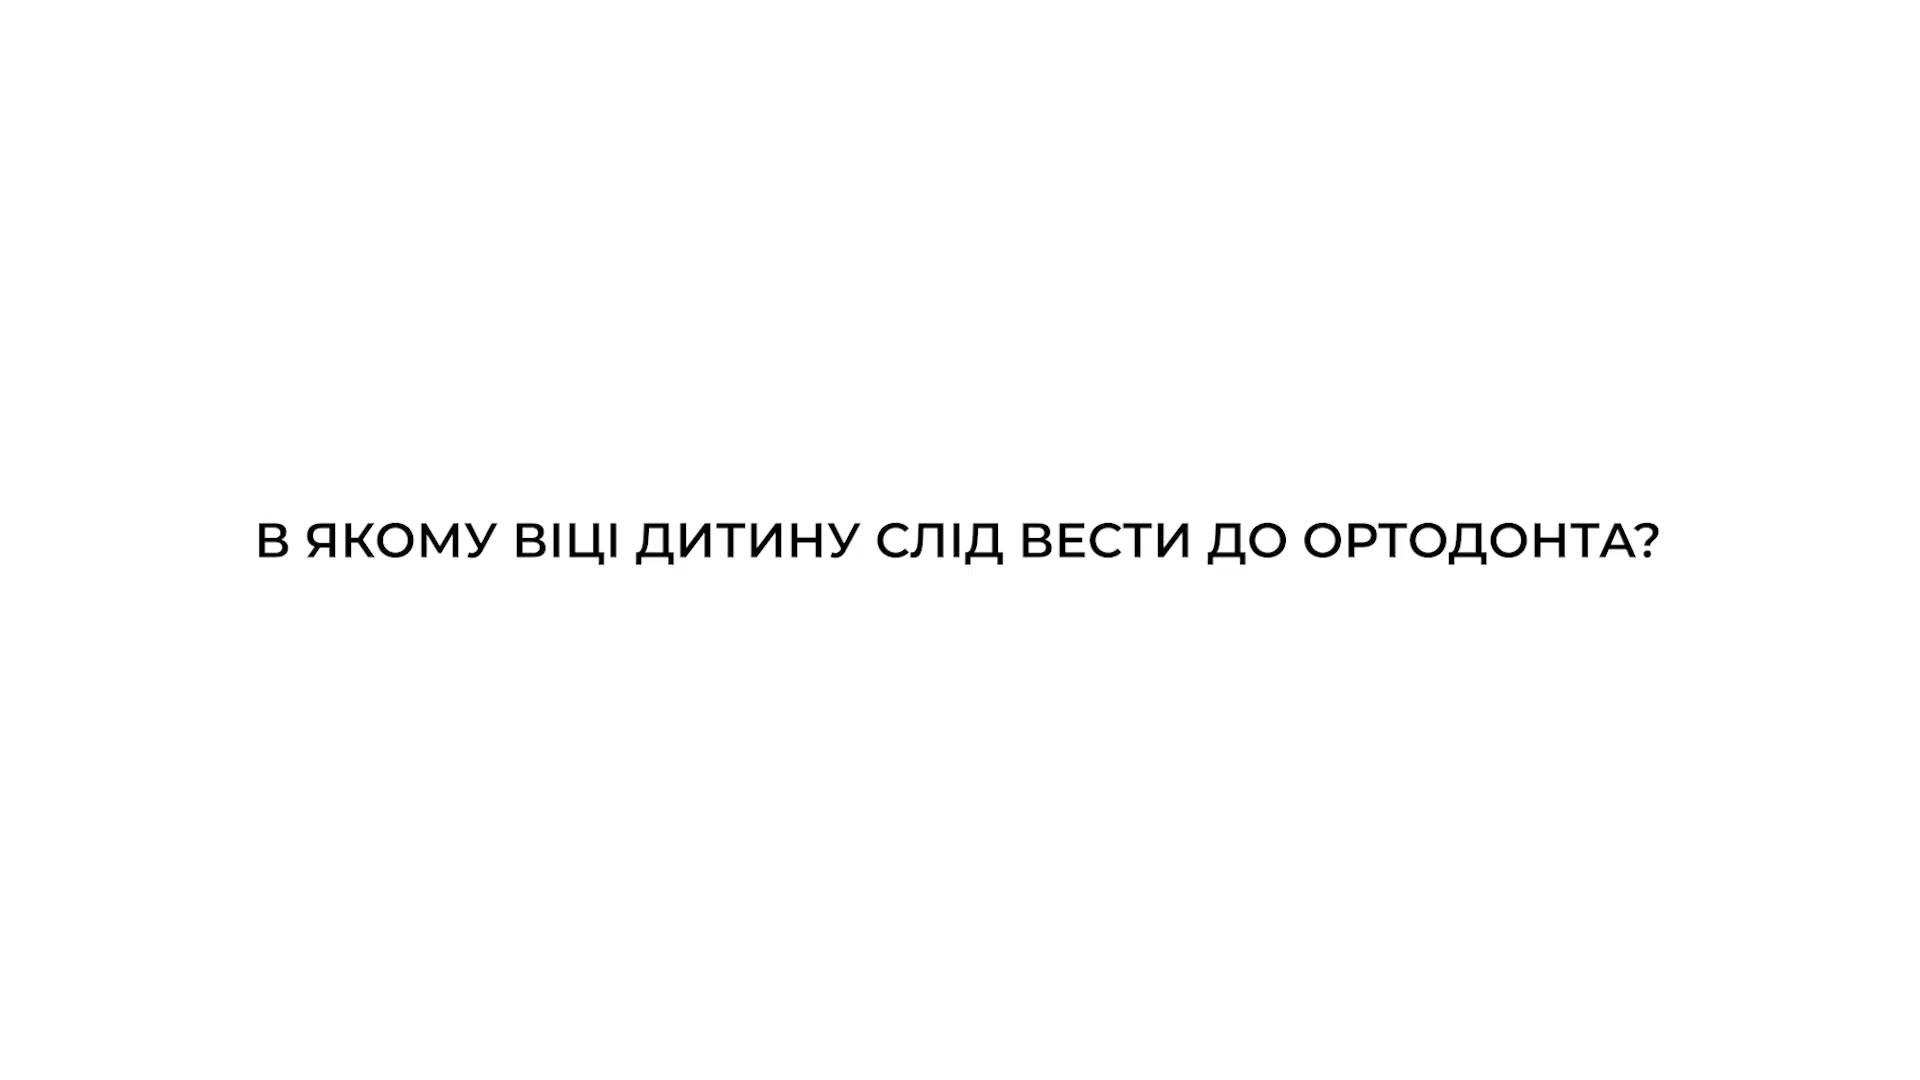 В ЯКОМУ ВІЦІ ДИТИНУ СЛІД ВЕСТИ ДО ОРТОДОНТА?